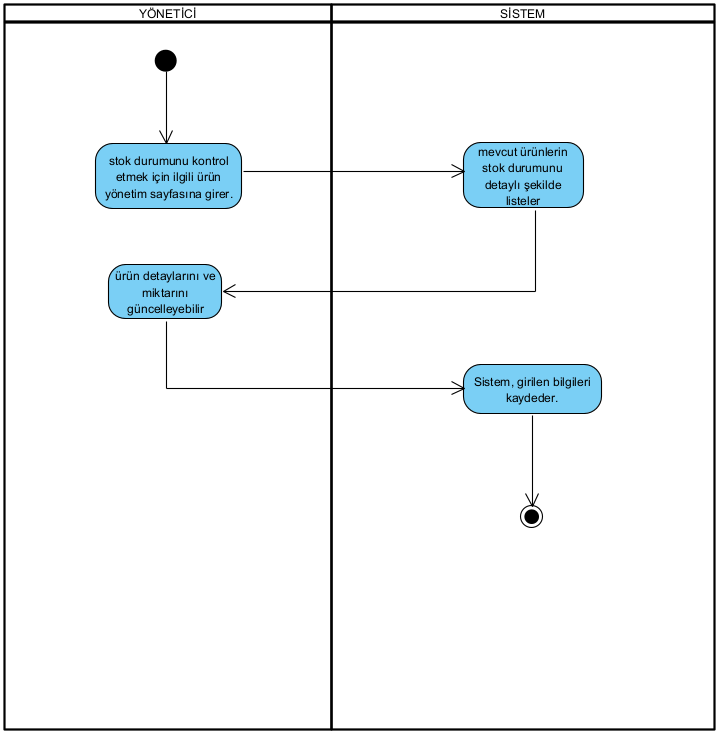 YÖNETİCİ
SİSTEM
stok durumunu kontrol
etmek için ilgili ürün
yönetim sayfasına girer.
mevcut ürünlerin
stok durumunu
detaylı şekilde
listeler
ürün detaylarını ve
miktarını
güncelleyebilir
Sistem, girilen bilgileri
kaydeder.